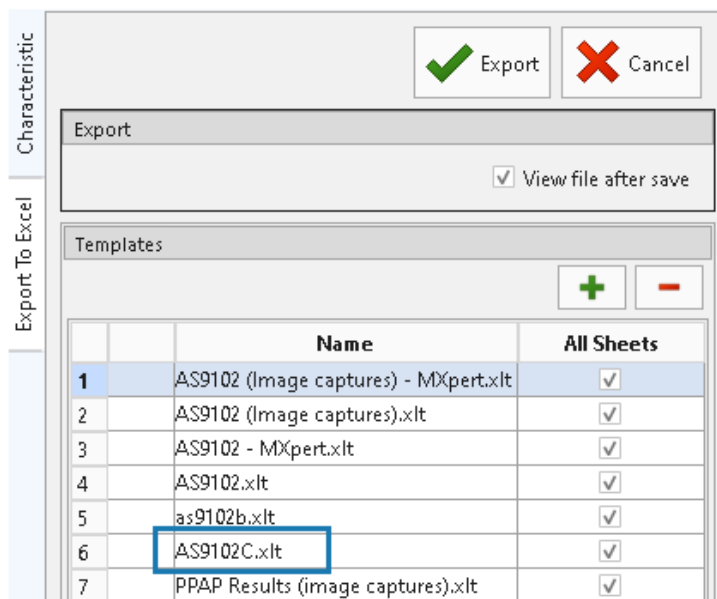 Characteristic
Export To Excel
Export Cancel
Export
View file after save
Templates
Name All Sheets
1 AS9102 (Image captures) - MXpert.xlt
2 AS9102 (Image captures).xlt
3 AS9102 - MXpert.xlt
4 AS9102.xlt
5 as9102b.xlt
6 AS9102C.xlt
7 PPAP Results (image captures).xlt